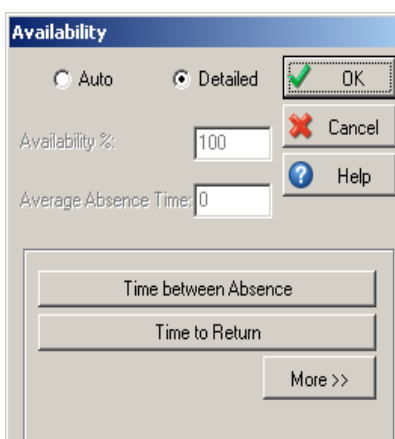 Availability
Auto
Detailed
OK
Availability %:
100
Cancel
Average Absence Time:
0
Help
Time between Absence
Time to Return
More >>